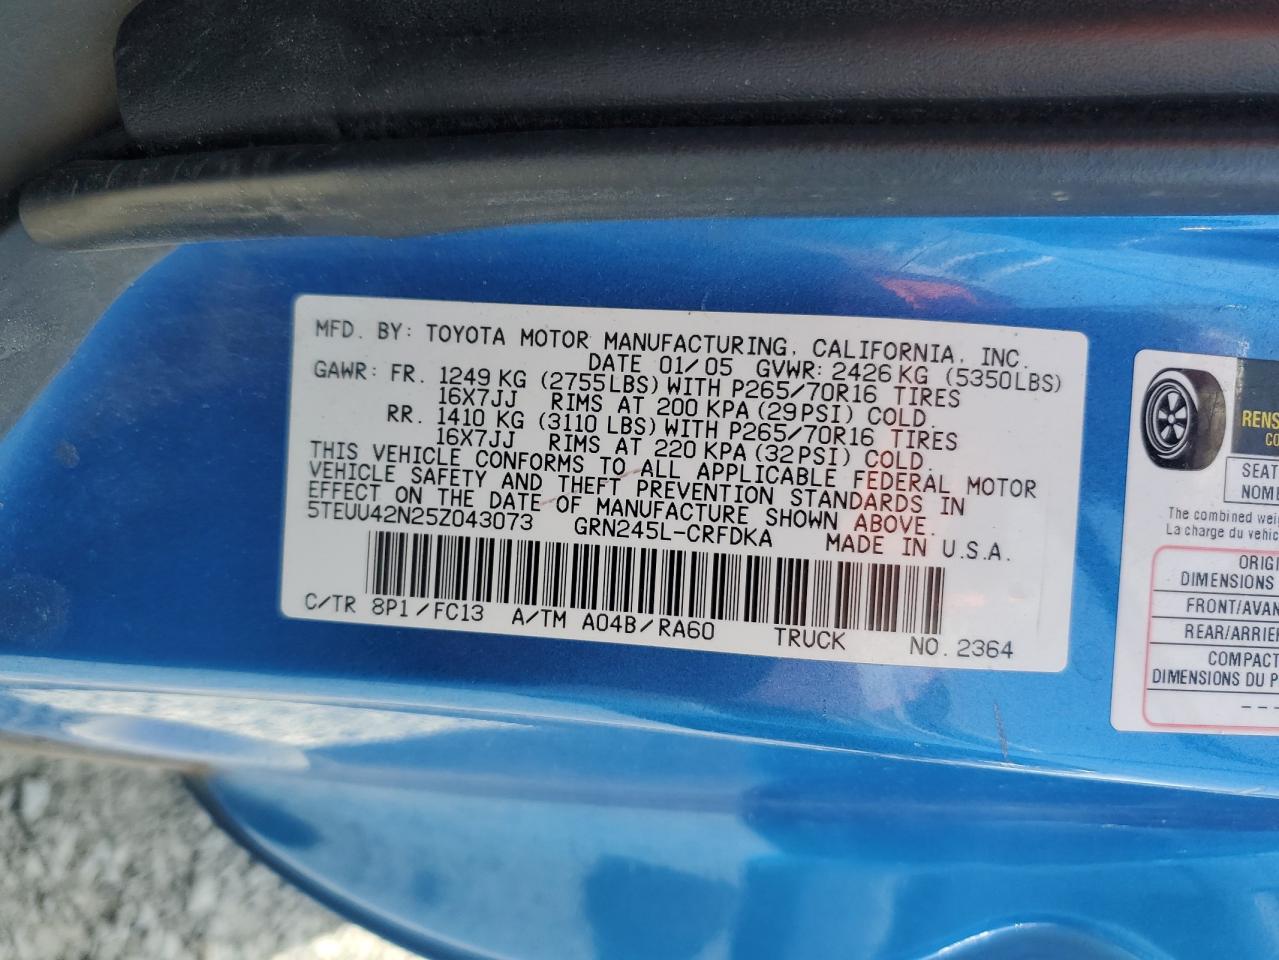 MFD. BY: TOYOTA MOTOR MANUFACTURING, CALIFORNIA, INC.
DATE 01/05 GVWR: 2426 KG (5350LBS)
GAWR: FR. 1249 KG (2755LBS) WITH P265/70R16 TIRES
16X7JJ RIMS AT 200 KPA (29PSI) COLD.
RR. 1410 KG (3110 LBS) WITH P265/70R16 TIRES
16X7JJ RIMS AT 220 KPA (32PSI) COLD.
THIS VEHICLE CONFORMS TO ALL APPLICABLE FEDERAL MOTOR
VEHICLE SAFETY AND THEFT PREVENTION STANDARDS IN
EFFECT ON THE DATE OF MANUFACTURE SHOWN ABOVE.
5TEUU42N25Z043073 GRN245L-CRFDKA MADE IN U.S.A.
C/TR 8P1 /FC13 A/TM A04B/RA60 TRUCK NO. 2364
RENS
CO
SEAT
NOMI
The combined wei
La charge du véhic
ORIGI
DIMENSIONS
FRONT/AVAN
REAR/ARRIER
COMPACT
DIMENSIONS DU P